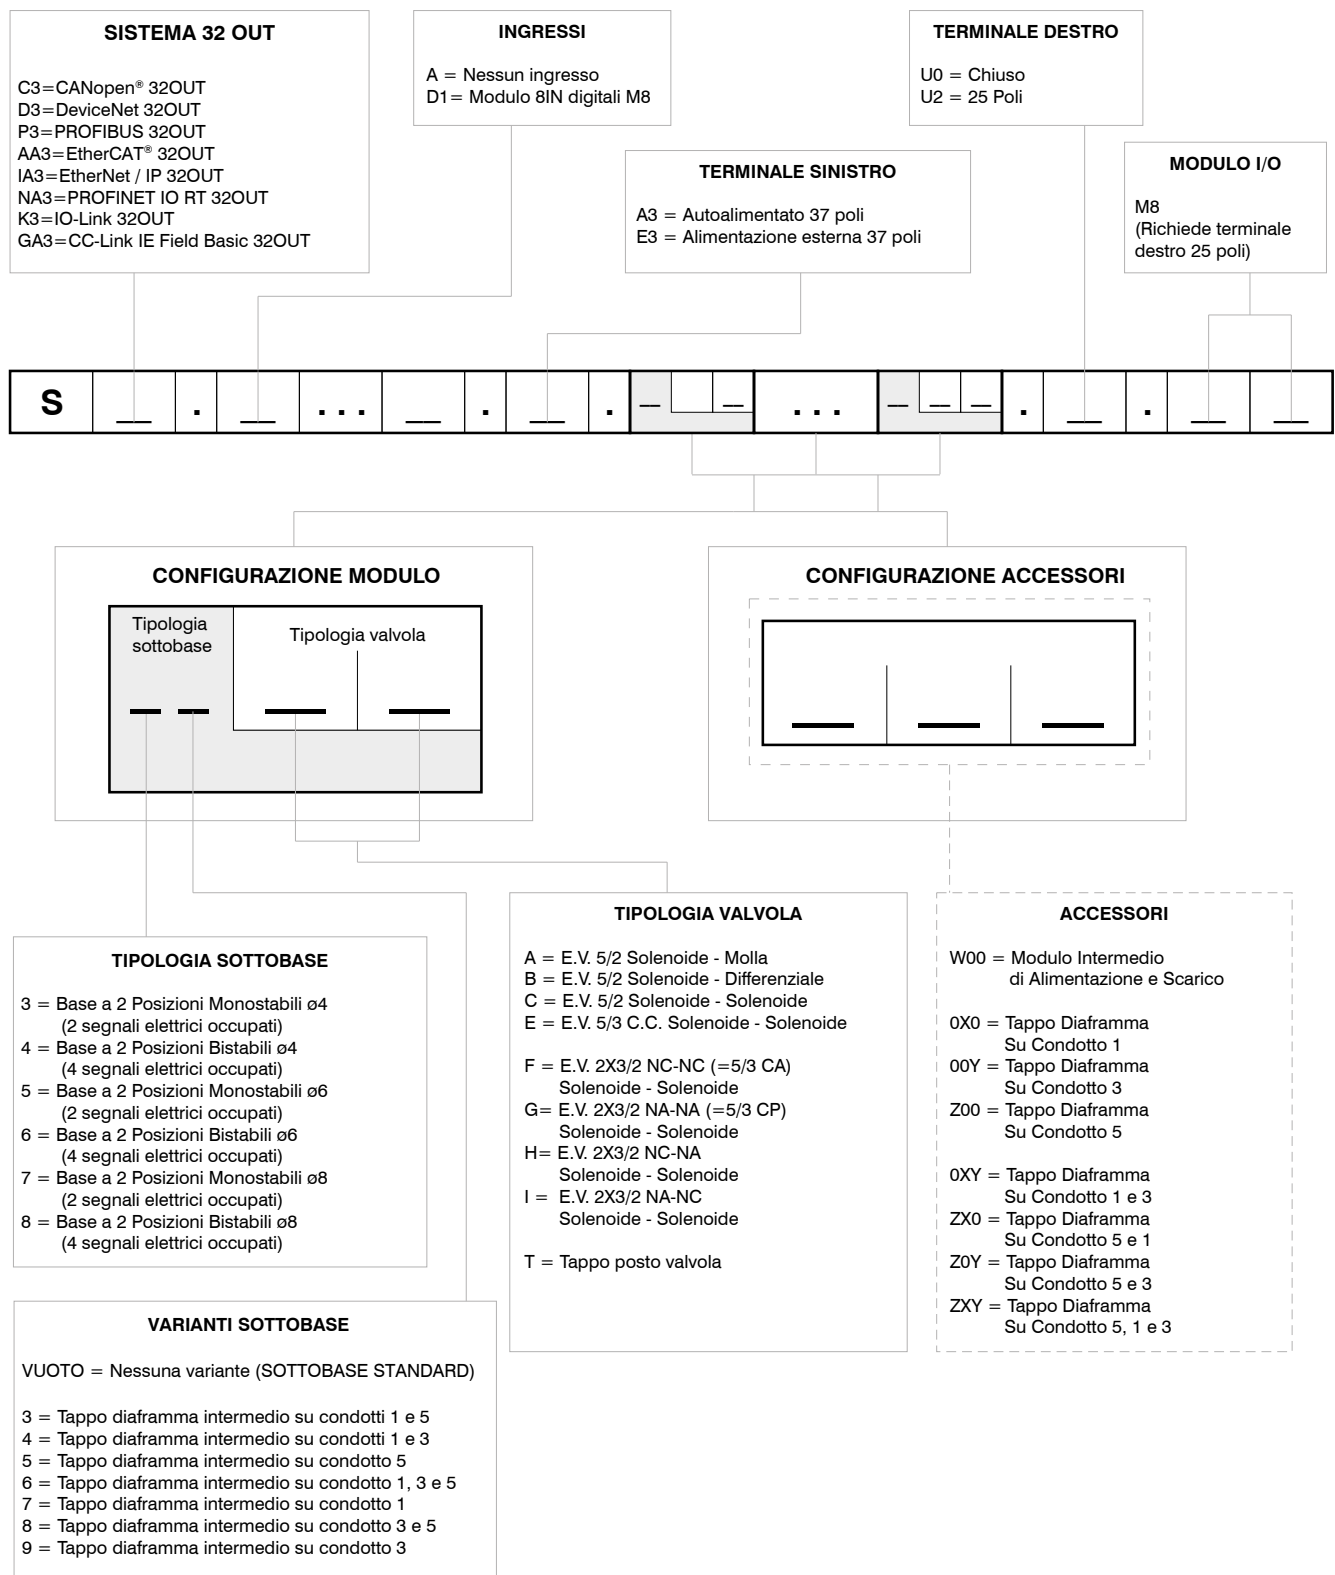 SISTEMA 32 OUT
C3=CANopen® 32OUT
D3=DeviceNet 32OUT
P3=PROFIBUS 32OUT
AA3=EtherCAT® 32OUT
IA3=EtherNet / IP 32OUT
NA3=PROFINET IO RT 32OUT
K3=IO-Link 32OUT
GA3=CC-Link IE Field Basic 32OUT
INGRESSI
A = Nessun ingresso
D1= Modulo 8IN digitali M8
TERMINALE SINISTRO
A3 = Autoalimentato 37 poli
E3 = Alimentazione esterna 37 poli
TERMINALE DESTRO
U0 = Chiuso
U2 = 25 Poli
MODULO I/O
M8
(Richiede terminale
destro 25 poli)
S __ . __ ... __ . __ . __ __ ... __ __ __ . __ . __ __
CONFIGURAZIONE MODULO
Tipologia
sottobase
Tipologia valvola
CONFIGURAZIONE ACCESSORI
TIPOLOGIA SOTTOBASE
3 = Base a 2 Posizioni Monostabili ø4
(2 segnali elettrici occupati)
4 = Base a 2 Posizioni Bistabili ø4
(4 segnali elettrici occupati)
5 = Base a 2 Posizioni Monostabili ø6
(2 segnali elettrici occupati)
6 = Base a 2 Posizioni Bistabili ø6
(4 segnali elettrici occupati)
7 = Base a 2 Posizioni Monostabili ø8
(2 segnali elettrici occupati)
8 = Base a 2 Posizioni Bistabili ø8
(4 segnali elettrici occupati)
TIPOLOGIA VALVOLA
A = E.V. 5/2 Solenoide - Molla
B = E.V. 5/2 Solenoide - Differenziale
C = E.V. 5/2 Solenoide - Solenoide
E = E.V. 5/3 C.C. Solenoide - Solenoide
F = E.V. 2X3/2 NC-NC (=5/3 CA)
Solenoide - Solenoide
G= E.V. 2X3/2 NA-NA (=5/3 CP)
Solenoide - Solenoide
H= E.V. 2X3/2 NC-NA
Solenoide - Solenoide
I = E.V. 2X3/2 NA-NC
Solenoide - Solenoide
T = Tappo posto valvola
ACCESSORI
W00 = Modulo Intermedio
di Alimentazione e Scarico
0X0 = Tappo Diaframma
Su Condotto 1
00Y = Tappo Diaframma
Su Condotto 3
Z00 = Tappo Diaframma
Su Condotto 5
0XY = Tappo Diaframma
Su Condotto 1 e 3
ZX0 = Tappo Diaframma
Su Condotto 5 e 1
Z0Y = Tappo Diaframma
Su Condotto 5 e 3
ZXY = Tappo Diaframma
Su Condotto 5, 1 e 3
VARIANTI SOTTOBASE
VUOTO = Nessuna variante (SOTTOBASE STANDARD)
3 = Tappo diaframma intermedio su condotti 1 e 5
4 = Tappo diaframma intermedio su condotti 1 e 3
5 = Tappo diaframma intermedio su condotto 5
6 = Tappo diaframma intermedio su condotto 1, 3 e 5
7 = Tappo diaframma intermedio su condotto 1
8 = Tappo diaframma intermedio su condotto 3 e 5
9 = Tappo diaframma intermedio su condotto 3